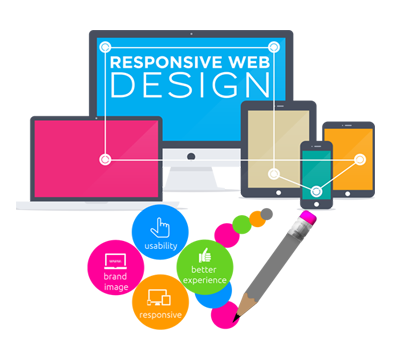 RESPONSIVE WEB
DESIGN
usability
brand
image
better
experience
responsive